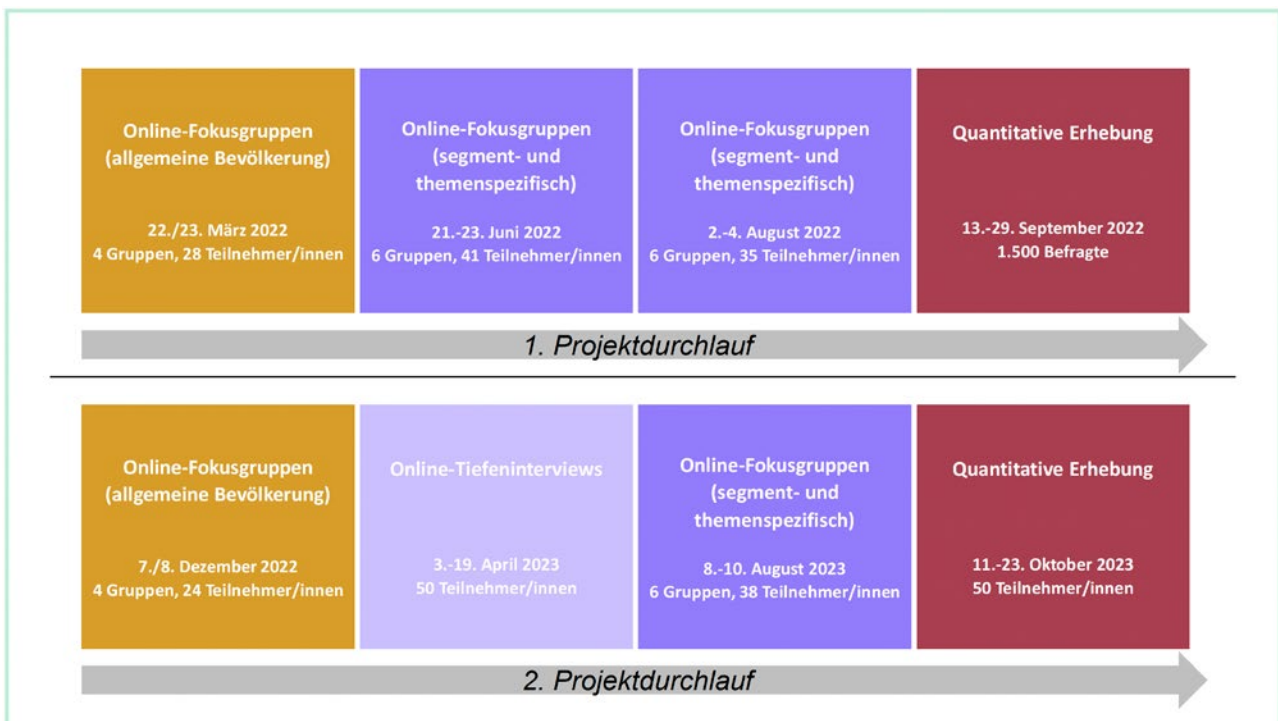 Online-Fokusgruppen
(allgemeine Bevölkerung)
22./23. März 2022
4 Gruppen, 28 Teilnehmer/innen
Online-Fokusgruppen
(segment- und
themenspezifisch)
21.-23. Juni 2022
6 Gruppen, 41 Teilnehmer/innen
Online-Fokusgruppen
(segment- und
themenspezifisch)
2.-4. August 2022
6 Gruppen, 35 Teilnehmer/innen
Quantitative Erhebung
13.-29. September 2022
1.500 Befragte
1. Projektdurchlauf
Online-Fokusgruppen
(allgemeine Bevölkerung)
7./8. Dezember 2022
4 Gruppen, 24 Teilnehmer/innen
Online-Tiefeninterviews
3.-19. April 2023
50 Teilnehmer/innen
Online-Fokusgruppen
(segment- und
themenspezifisch)
8.-10. August 2023
6 Gruppen, 38 Teilnehmer/innen
Quantitative Erhebung
11.-23. Oktober 2023
50 Teilnehmer/innen
2. Projektdurchlauf